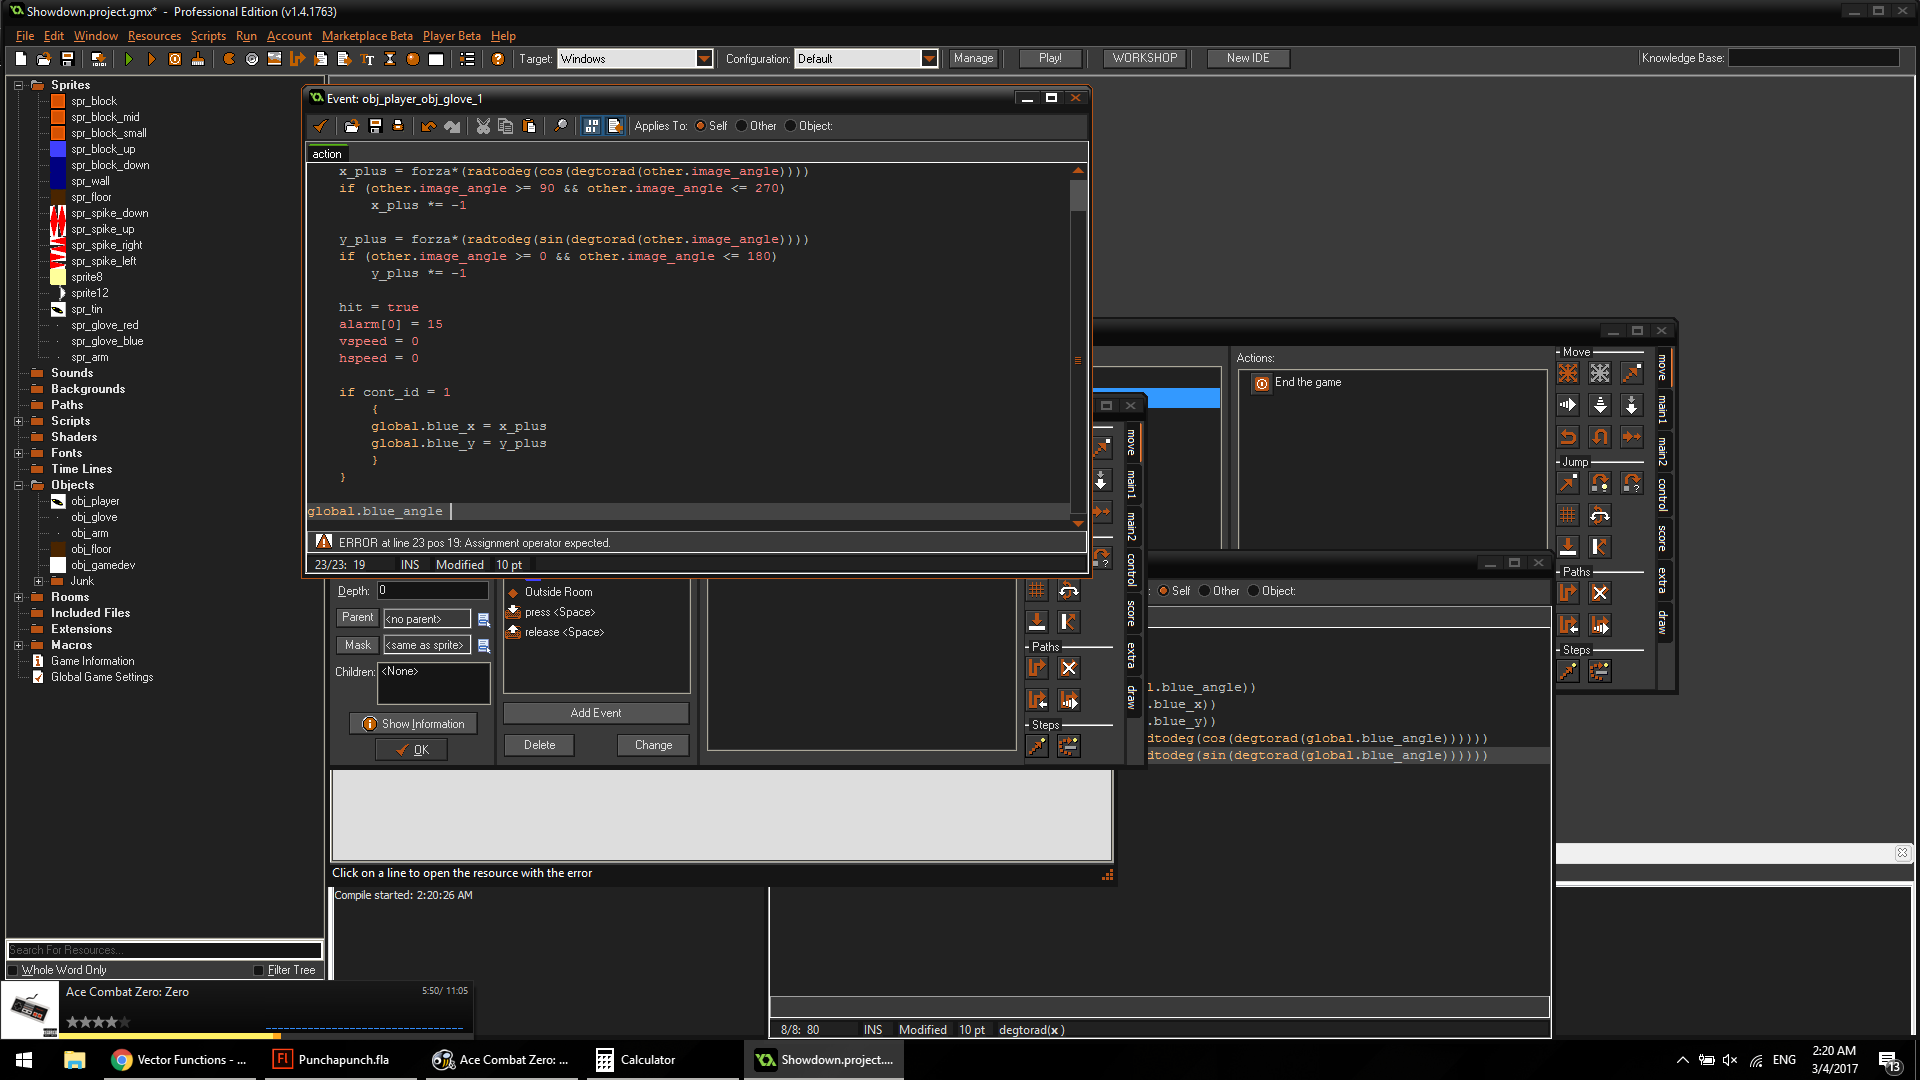 Showdown.project.gmx* - Professional Edition (v1.4.1763)
File Edit Window Resources Scripts Run Account Marketplace Beta Player Beta Help
Target: Windows Configuration: Default Manage Play! WORKSHOP New IDE Knowledge Base:
Sprites
spr_block
spr_block_mid
spr_block_small
spr_block_up
spr_block_down
spr_wall
spr_floor
spr_spike_down
spr_spike_up
spr_spike_right
spr_spike_left
sprite8
sprite12
spr_tin
spr_glove_red
spr_glove_blue
spr_arm
Sounds
Backgrounds
Paths
Scripts
Shaders
Fonts
Time Lines
Objects
obj_player
obj_glove
obj_arm
obj_floor
obj_gamedev
Junk
Rooms
Included Files
Extensions
Macros
Game Information
Global Game Settings
Search For Resources...
Whole Word Only Filter Tree
Event: obj_player_obj_glove_1
Applies To: Self Other Object:
action
x_plus = forza*(radtodeg(cos(degtorad(other.image_angle))))
if (other.image_angle >= 90 && other.image_angle <= 270)
x_plus *= -1
y_plus = forza*(radtodeg(sin(degtorad(other.image_angle))))
if (other.image_angle >= 0 && other.image_angle <= 180)
y_plus *= -1
hit = true
alarm[0] = 15
vspeed = 0
hspeed = 0
if cont_id = 1
{
global.blue_x = x_plus
global.blue_y = y_plus
}
}
global.blue_angle
ERROR at line 23 pos 19: Assignment operator expected.
23/23: 19 INS Modified 10 pt
Depth: 0
Parent <no parent>
Mask <same as sprite>
Children: <None>
Show Information
OK
Outside Room
press <Space>
release <Space>
Add Event
Delete Change
move
main1
main2
control
score
extra
draw
Paths
Steps
Actions:
End the game
Move
Jump
Paths
Steps
move
main1
main2
control
score
extra
draw
: Self Other Object:
l.blue_angle))
.blue_x))
.blue_y))
dtodeg(cos(degtorad(global.blue_angle))))))
dtodeg(sin(degtorad(global.blue_angle))))))
8/8: 80 INS Modified 10 pt degtorad(x )
Click on a line to open the resource with the error
Compile started: 2:20:26 AM
Ace Combat Zero: Zero 5:50/ 11:05
Vector Functions - ...
Punchapunch.fla
Ace Combat Zero: ...
Calculator
Showdown.project....
ENG
2:20 AM
3/4/2017
13